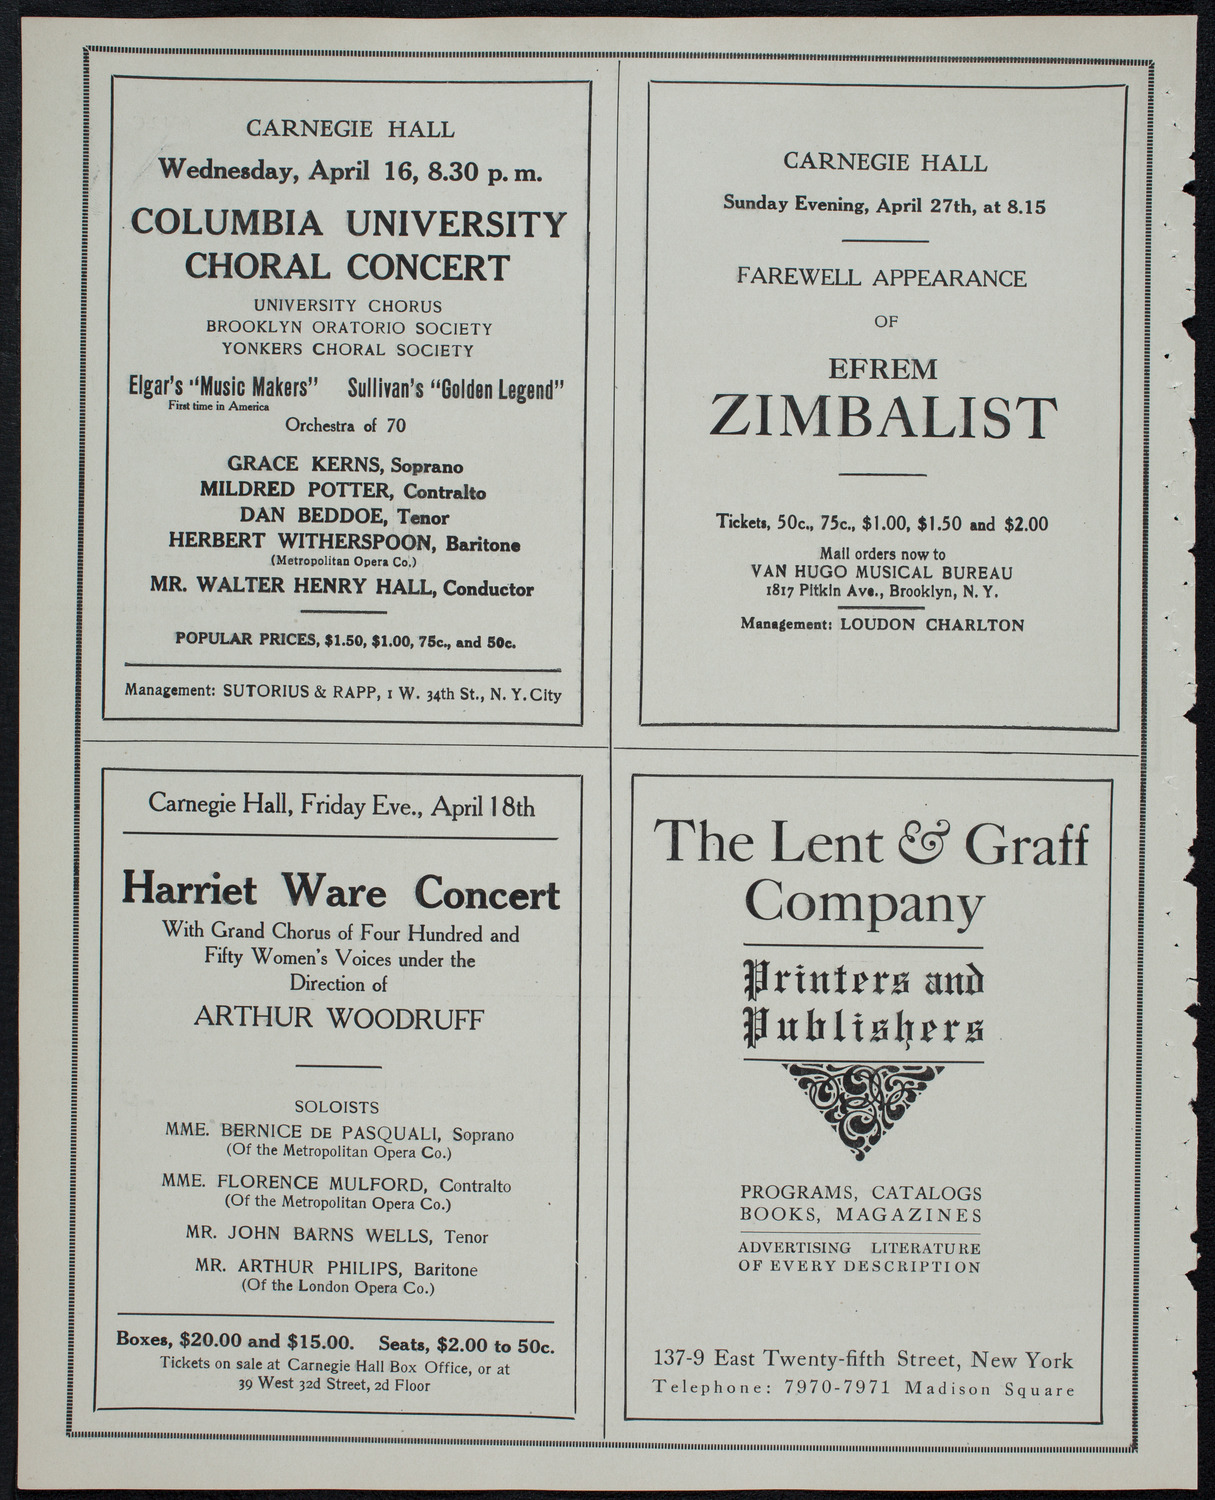 CARNEGIE HALL
Wednesday, April 16, 8.30 p. m.
COLUMBIA UNIVERSITY
CHORAL CONCERT
UNIVERSITY CHORUS
BROOKLYN ORATORIO SOCIETY
YONKERS CHORAL SOCIETY
Elgar's "Music Makers" Sullivan's "Golden Legend"
First time in America
Orchestra of 70
GRACE KERNS, Soprano
MILDRED POTTER, Contralto
DAN BEDDOE, Tenor
HERBERT WITHERSPOON, Baritone
(Metropolitan Opera Co.)
MR. WALTER HENRY HALL, Conductor
POPULAR PRICES, $1.50, $1.00, 75c., and 50c.
Management: SUTORIUS & RAPP, 1 W. 34th St., N. Y. City
CARNEGIE HALL
Sunday Evening, April 27th, at 8.15
FAREWELL APPEARANCE
OF
EFREM
ZIMBALIST
Tickets, 50c., 75c., $1.00, $1.50 and $2.00
Mail orders now to
VAN HUGO MUSICAL BUREAU
1817 Pitkin Ave., Brooklyn, N. Y.
Management: LOUDON CHARLTON
Carnegie Hall, Friday Eve., April 18th
Harriet Ware Concert
With Grand Chorus of Four Hundred and
Fifty Women's Voices under the
Direction of
ARTHUR WOODRUFF
SOLOISTS
MME. BERNICE DE PASQUALI, Soprano
(Of the Metropolitan Opera Co.)
MME. FLORENCE MULFORD, Contralto
(Of the Metropolitan Opera Co.)
MR. JOHN BARNS WELLS, Tenor
MR. ARTHUR PHILIPS, Baritone
(Of the London Opera Co.)
Boxes, $20.00 and $15.00. Seats, $2.00 to 50c.
Tickets on sale at Carnegie Hall Box Office, or at
39 West 32d Street, 2d Floor
The Lent & Graff
Company
Printers and
Publishers
PROGRAMS, CATALOGS
BOOKS, MAGAZINES
ADVERTISING LITERATURE
OF EVERY DESCRIPTION
137-9 East Twenty-fifth Street, New York
Telephone: 7970-7971 Madison Square